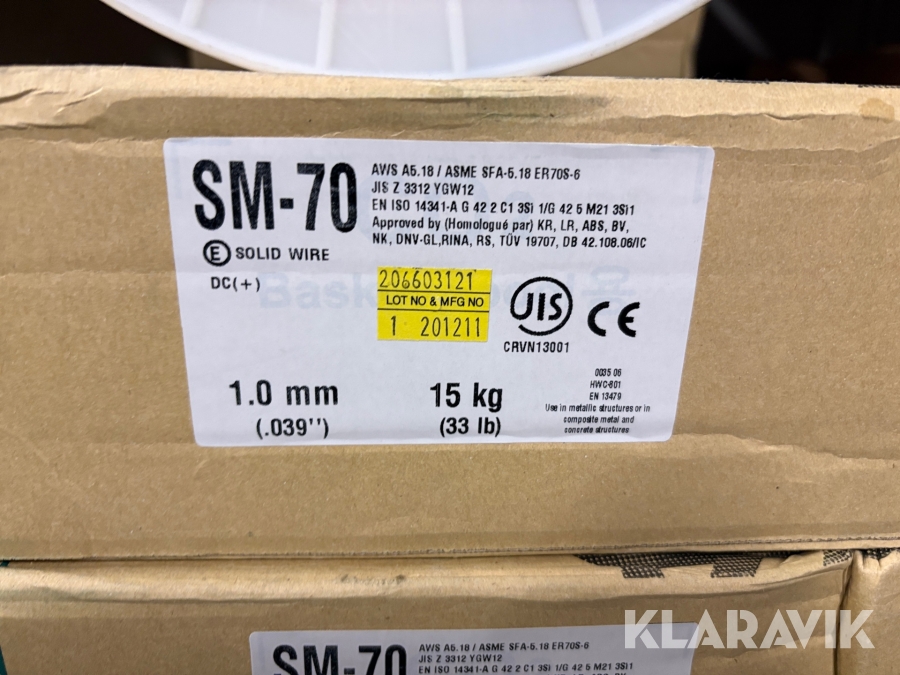 SM-70
AWS A5.18 / ASME SFA-5.18 ER70S-6
JIS Z 3312 YGW12
EN ISO 14341-A G 42 2 C1 3Si 1/G 42 5 M21 3Si1
Approved by (Homologué par) KR, LR, ABS, BV,
NK, DNV-GL,RINA, RS, TÜV 19707, DB 42.108.06/IC
E SOLID WIRE
DC(+)
206603121
LOT NO & MFG NO
1 201211
JIS
CE
CRVN13001
1.0 mm
(.039")
15 kg
(33 lb)
0035 06
HWC-601
EN 13479
Use in metallic structures or in
composite metal and
concrete structures
SM-70
AWS A5.18 / ASME SFA-5.18 ER70S-6
JIS Z 3312 YGW12
EN ISO 14341-A G 42 2 C1 3Si 1/G 42 5 M21 3Si1
KLARAVIK